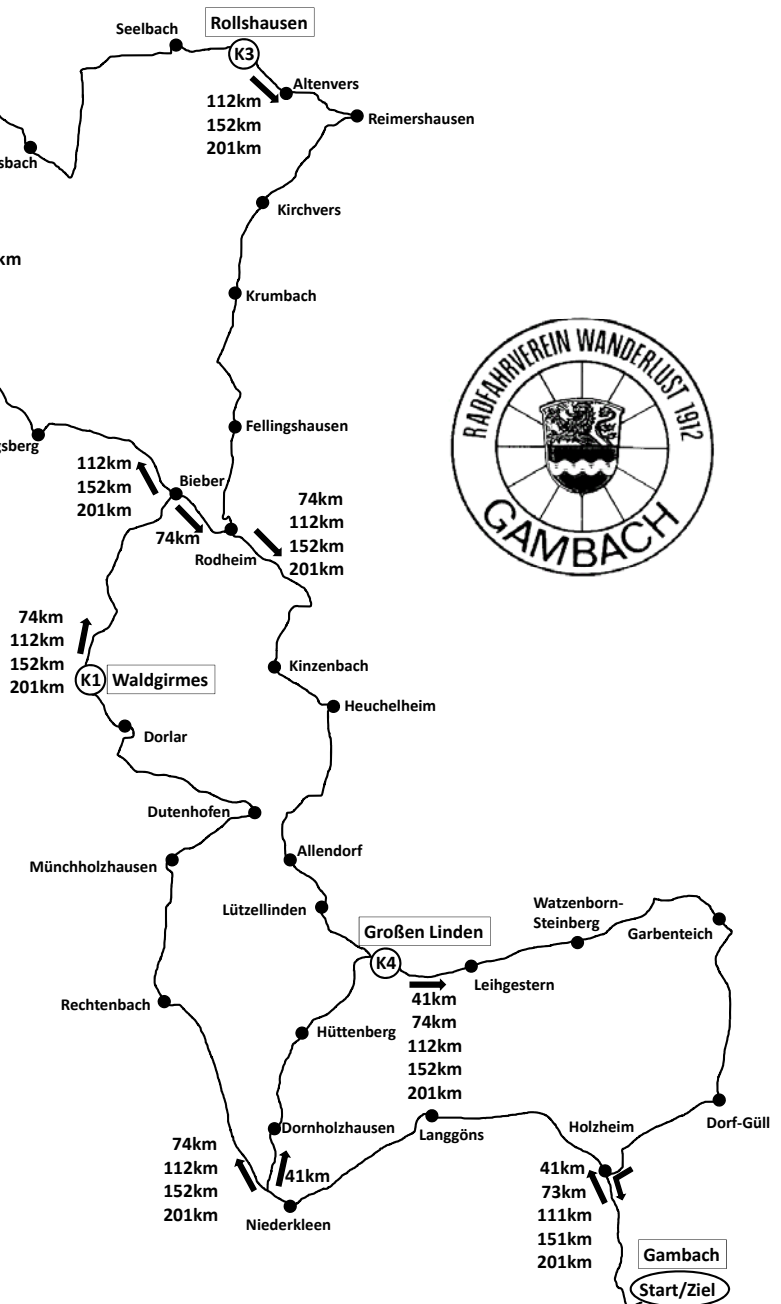 Rollshausen
Seelbach
K3
Altenvers
112km
152km
201km
Reimershausen
sbach
Kirchvers
km
Krumbach
RADFAHRVEREIN WANDERLUST 1912
GAMBACH
Fellingshausen
gsberg
112km
152km
201km
Bieber
74km
74km
112km
152km
201km
Rodheim
74km
112km
152km
201km
K1
Waldgirmes
Kinzenbach
Heuchelheim
Dorlar
Dutenhofen
Münchholzhausen
Allendorf
Lützellinden
Großen Linden
K4
Watzenborn-
Steinberg
Garbenteich
Leihgestern
41km
74km
112km
152km
201km
Rechtenbach
Hüttenberg
Dornholzhausen
Langgöns
Holzheim
Dorf-Güll
74km
112km
152km
201km
41km
Niederkleen
41km
73km
111km
151km
201km
Gambach
Start/Ziel